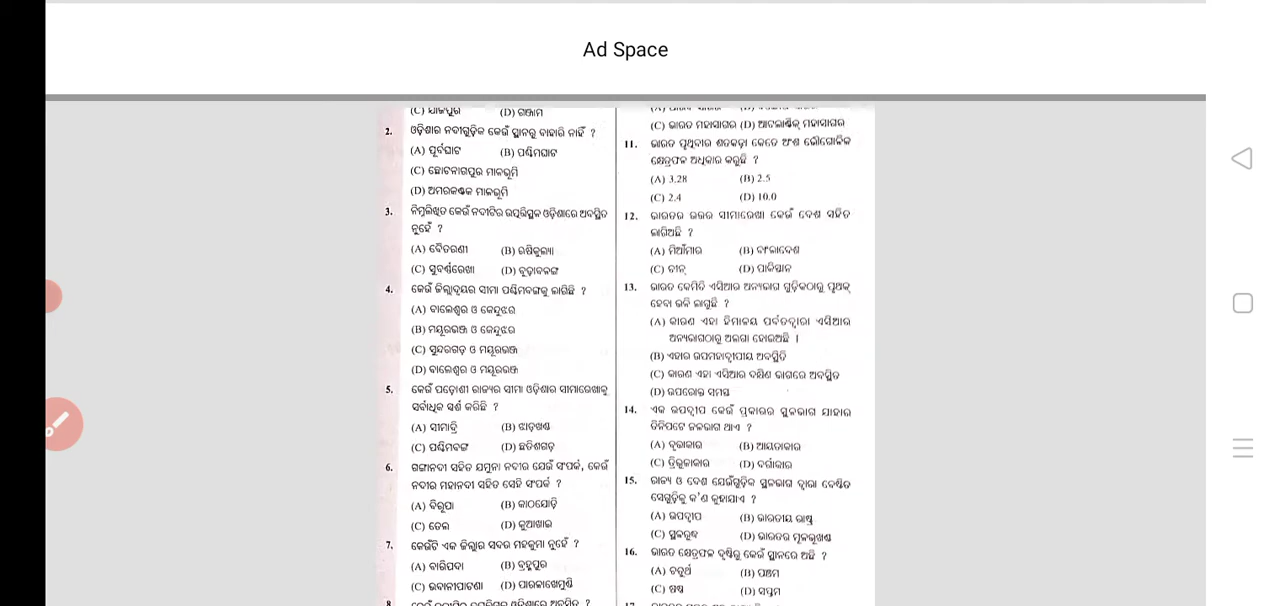 Ad Space
(C) ଯାଜପୁର (D) ଗଞ୍ଜାମ
2. ଓଡ଼ିଶାର ନଦୀଗୁଡ଼ିକ କେଉଁ ସ୍ଥାନରୁ ବାହାରି ନାହିଁ ?
(A) ପୂର୍ବଘାଟ (B) ପଶ୍ଚିମଘାଟ
(C) ଛୋଟନାଗପୁର ମାଳଭୂମି
(D) ଅମରକଣ୍ଟକ ମାଳଭୂମି
3. ନିମ୍ନଲିଖିତ କେଉଁ ନଦୀଟିର ଉତ୍ପତ୍ତିସ୍ଥଳ ଓଡ଼ିଶାରେ ଅବସ୍ଥିତ
ନୁହେଁ ?
(A) ବୈତରଣୀ (B) ଋଷିକୁଲ୍ୟା
(C) ସୁବର୍ଣ୍ଣରେଖା (D) ବୁଢ଼ାବଳଙ୍ଗ
4. କେଉଁ ଜିଲ୍ଲାଦ୍ୱୟର ସୀମା ପଶ୍ଚିମବଙ୍ଗକୁ ଲାଗିଛି ?
(A) ବାଲେଶ୍ୱର ଓ କେନ୍ଦୁଝର
(B) ମୟୂରଭଞ୍ଜ ଓ କେନ୍ଦୁଝର
(C) ସୁନ୍ଦରଗଡ଼ ଓ ମୟୂରଭଞ୍ଜ
(D) ବାଲେଶ୍ୱର ଓ ମୟୂରଭଞ୍ଜ
5. କେଉଁ ପଡ଼ୋଶୀ ରାଜ୍ୟର ସୀମା ଓଡ଼ିଶାର ସୀମାରେଖାକୁ
ସର୍ବାଧିକ ସ୍ପର୍ଶ କରିଛି ?
(A) ସୀମାନ୍ଧ୍ରି (B) ଝାଡ଼ଖଣ୍ଡ
(C) ପଶ୍ଚିମବଙ୍ଗ (D) ଛତିଶଗଡ଼
6. ଗଙ୍ଗାନଦୀ ସହିତ ଯମୁନା ନଦୀର ଯେଉଁ ସଂପର୍କ, କେଉଁ
ନଦୀର ମହାନଦୀ ସହିତ ସେହି ସଂପର୍କ ?
(A) ବିରୂପା (B) କାଠଯୋଡ଼ି
(C) ତେଲ (D) କୁଆଖାଇ
7. କେଉଁଟି ଏକ ଜିଲ୍ଲାର ସଦର ମହକୁମା ନୁହେଁ ?
(A) ବାରିପଦା (B) ବ୍ରହ୍ମପୁର
(C) ଭବାନୀପାଟଣା (D) ପାରଳାଖେମୁଣ୍ଡି
8.
(C) ଭାରତ ମହାସାଗର (D) ଆଟଲାଣ୍ଟିକ୍ ମହାସାଗର
11. ଭାରତ ପୃଥିବୀର ଶତକଡ଼ା କେତେ ଅଂଶ ଭୌଗୋଳିକ
କ୍ଷେତ୍ରଫଳ ଅଧିକାର କରୁଛି ?
(A) 3.28 (B) 2.5
(C) 2.4 (D) 10.0
12. ଭାରତର ଉତ୍ତର ସୀମାରେଖା କେଉଁ ଦେଶ ସହିତ
ଲାଗିଅଛି ?
(A) ମିଆଁମାର (B) ବଂଲାଦେଶ
(C) ଚୀନ୍ (D) ପାକିସ୍ତାନ
13. ଭାରତ କେମିତି ଏସିଆର ଅନ୍ୟଭାଗ ଗୁଡ଼ିକଠାରୁ ପୃଥକ୍
ହେବା ଭଳି ଲାଗୁଛି ?
(A) କାରଣ ଏହା ହିମାଳୟ ପର୍ବତଦ୍ୱାରା ଏସିଆର
ଅନ୍ୟଭାଗଠାରୁ ଅଲଗା ହୋଇଅଛି ।
(B) ଏହାର ଉପମହାଦ୍ୱୀପୀୟ ଅବସ୍ଥିତି
(C) କାରଣ ଏହା ଏସିଆର ଦକ୍ଷିଣ ଭାଗରେ ଅବସ୍ଥିତ
(D) ଉପରୋକ୍ତ ସମସ୍ତ
14. ଏକ ଉପଦ୍ୱୀପ କେଉଁ ପ୍ରକାରର ସ୍ଥଳଭାଗ ଯାହାର
ତିନିପଟେ ଜଳଭାଗ ଥାଏ ?
(A) ବୃତ୍ତାକାର (B) ଆୟତାକାର
(C) ତ୍ରିଭୁଜାକାର (D) ବର୍ଗାକାର
15. ରାଜ୍ୟ ଓ ଦେଶ ଯେଉଁଗୁଡ଼ିକ ସ୍ଥଳଭାଗ ଦ୍ୱାରା ବେଷ୍ଟିତ
ସେଗୁଡ଼ିକୁ କ'ଣ କୁହାଯାଏ ?
(A) ଉପଦ୍ୱୀପ (B) ଭାରତୀୟ ରାଷ୍ଟ୍ର
(C) ସ୍ଥଳରୁଦ୍ଧ (D) ଭାରତର ମୂଳଭୂଖଣ୍ଡ
16. ଭାରତ କ୍ଷେତ୍ରଫଳ ଦୃଷ୍ଟିରୁ କେଉଁ ସ୍ଥାନରେ ଅଛି ?
(A) ଚତୁର୍ଥ (B) ପଞ୍ଚମ
(C) ଷଷ୍ଠ (D) ସପ୍ତମ